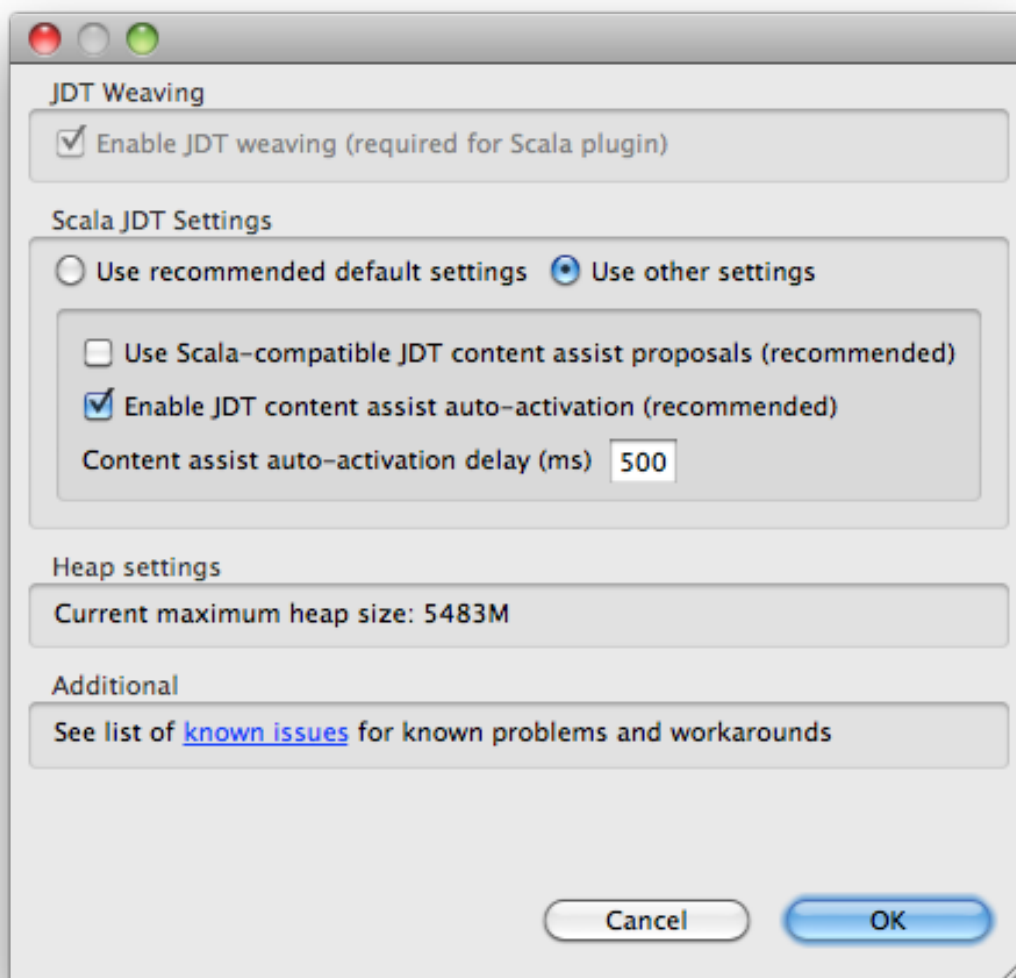 JDT Weaving
Enable JDT weaving (required for Scala plugin)
Scala JDT Settings
Use recommended default settings Use other settings
Use Scala-compatible JDT content assist proposals (recommended)
Enable JDT content assist auto-activation (recommended)
Content assist auto-activation delay (ms) 500
Heap settings
Current maximum heap size: 5483M
Additional
See list of known issues for known problems and workarounds
Cancel OK